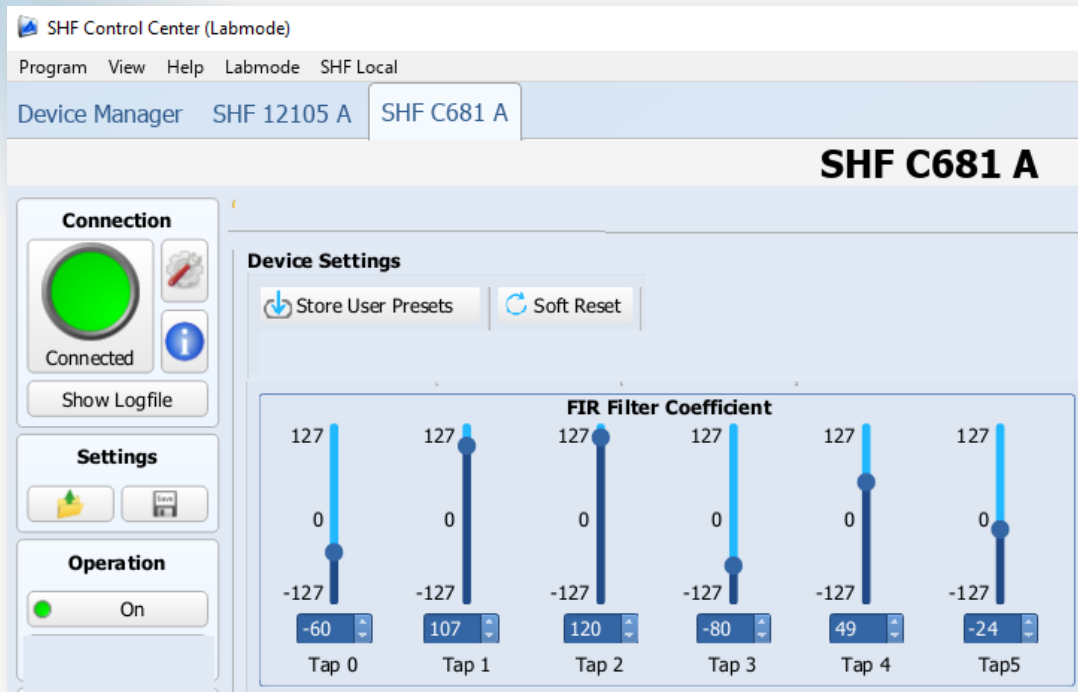 SHF Control Center (Labmode)
Program View Help Labmode SHF Local
Device Manager SHF 12105 A SHF C681 A
SHF C681 A
Connection
Connected
Show Logfile
Settings
Save
Operation
On
Device Settings
Store User Presets Soft Reset
FIR Filter Coefficient
127 127 127 127 127 127
0 0 0 0 0 0
-127 -127 -127 -127 -127 -127
-60 107 120 -80 49 -24
Tap 0 Tap 1 Tap 2 Tap 3 Tap 4 Tap5